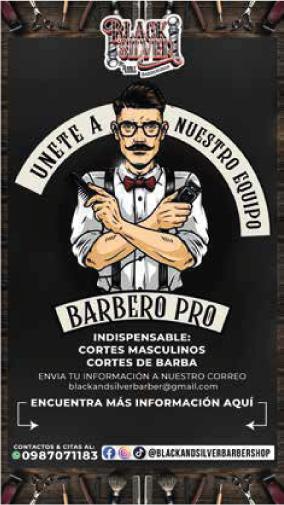 BLACK
SILVER
BARBERSHOP
UNETE A NUESTRO EQUIPO
BARBERO PRO
INDISPENSABLE:
CORTES MASCULINOS
CORTES DE BARBA
ENVIA TU INFORMACIÓN A NUESTRO CORREO
blackandsilverbarber@gmail.com
ENCUENTRA MÁS INFORMACIÓN AQUÍ
CONTACTOS & CITAS AL:
0987071183 @BLACKANDSILVERBARBERSHOP